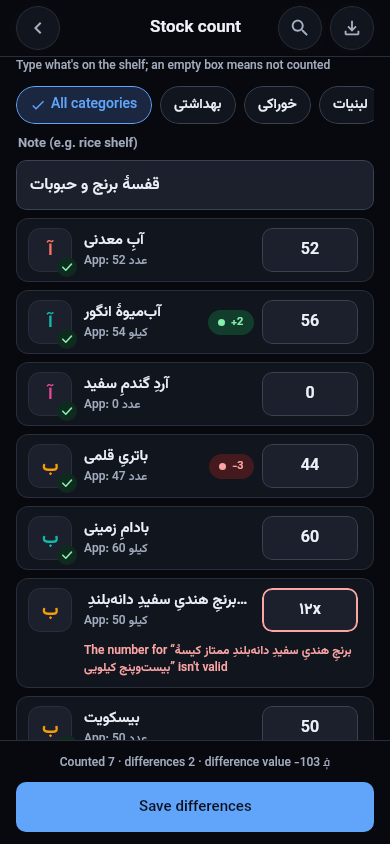 Stock count
Type what's on the shelf; an empty box means not counted
All categories
بهداشتی
خوراکی
لبنیات
Note (e.g. rice shelf)
قفسهٔ برنج و حبوبات
آ
آبِ معدنی
App: 52 عدد
52
آ
آب‌میوهٔ انگور
App: 54 کیلو
+2
56
آ
آردِ گندمِ سفید
App: 0 عدد
0
ب
باتریِ قلمی
App: 47 عدد
-3
44
ب
بادامِ زمینی
App: 60 کیلو
60
ب
برنجِ هندیِ سفیدِ دانه‌بلندِ…
App: 50 کیلو
۱۲x
The number for “برنجِ هندیِ سفیدِ دانه‌بلندِ ممتاز کیسهٔ
بیست‌وپنج کیلویی” isn't valid
ب
بیسکویت
App: 50 عدد
50
Counted 7 · differences 2 · difference value -103 ؋
Save differences